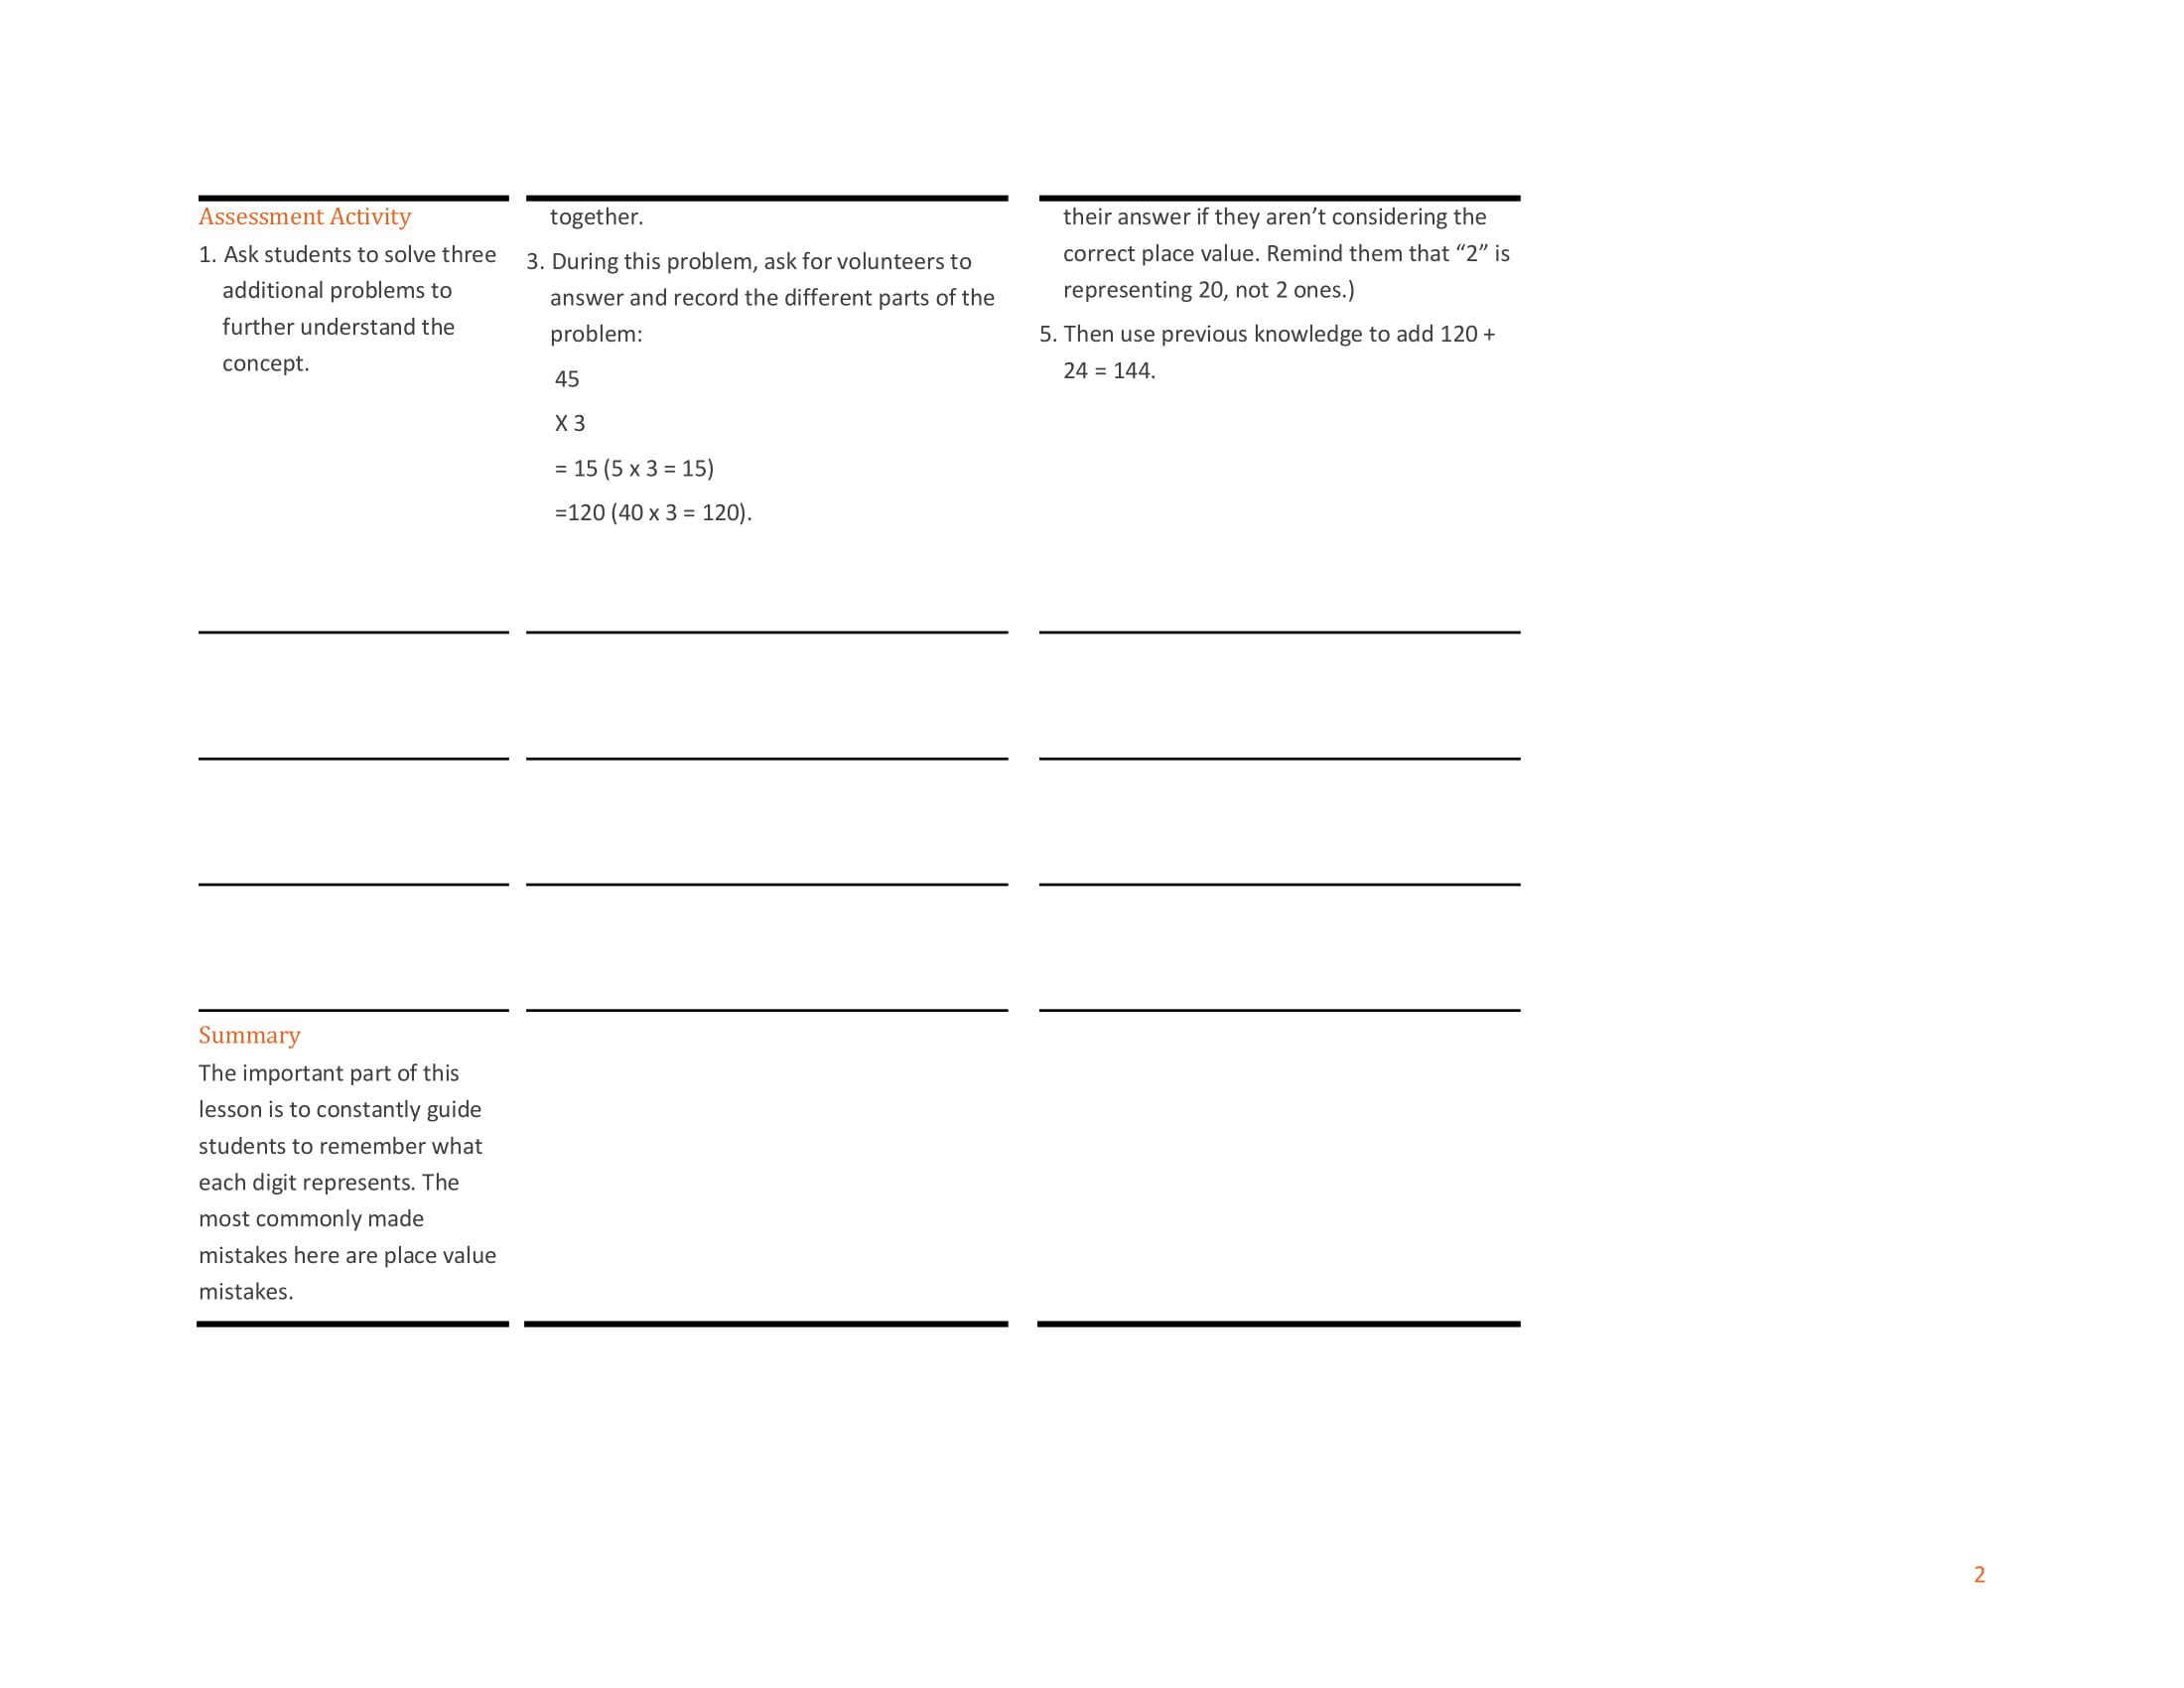 Assessment Activity
1. Ask students to solve three
additional problems to
further understand the
concept.
together.
3. During this problem, ask for volunteers to
answer and record the different parts of the
problem:
45
X 3
= 15 (5 x 3 = 15)
=120 (40 x 3 = 120).
their answer if they aren’t considering the
correct place value. Remind them that “2” is
representing 20, not 2 ones.)
5. Then use previous knowledge to add 120 +
24 = 144.
Summary
The important part of this
lesson is to constantly guide
students to remember what
each digit represents. The
most commonly made
mistakes here are place value
mistakes.
2